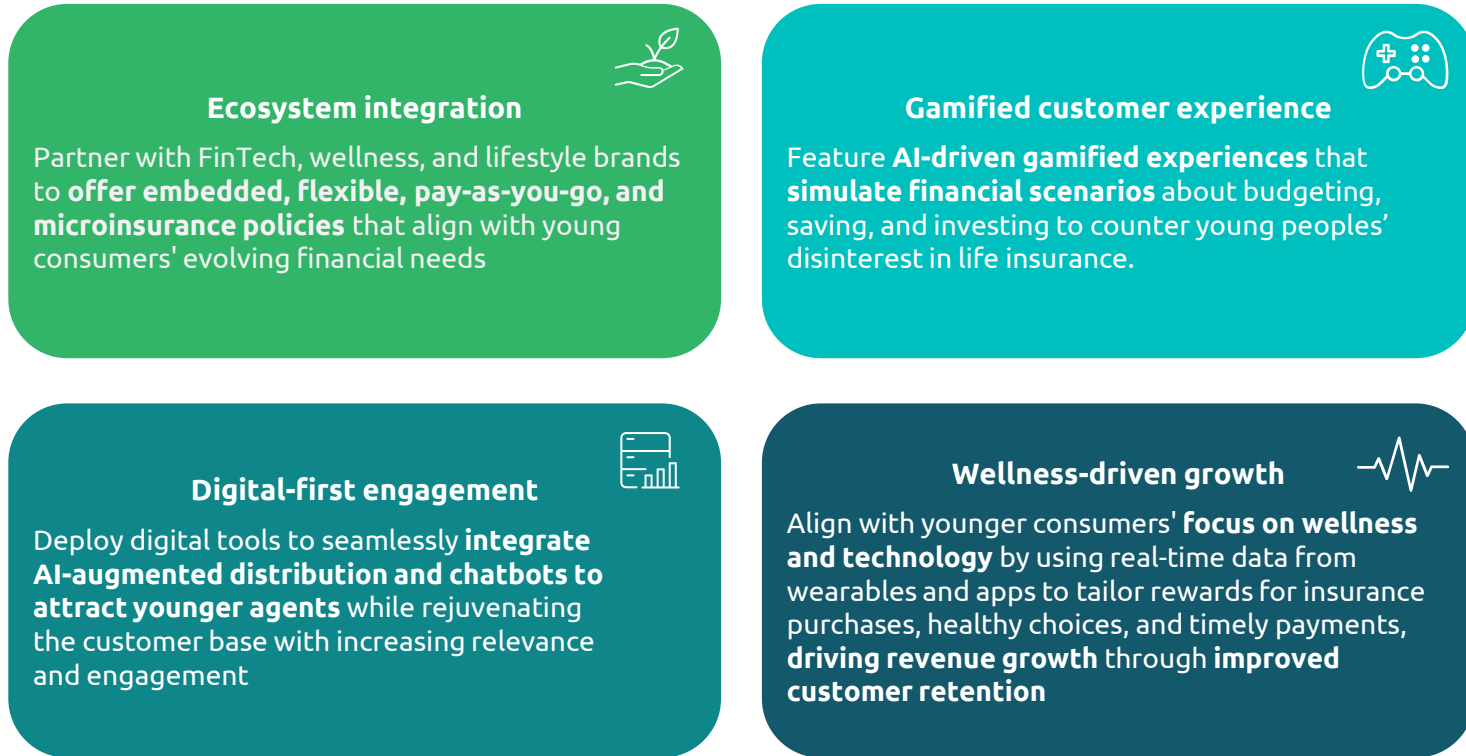 Ecosystem integration
Partner with FinTech, wellness, and lifestyle brands
to offer embedded, flexible, pay-as-you-go, and
microinsurance policies that align with young
consumers' evolving financial needs
Gamified customer experience
Feature AI-driven gamified experiences that
simulate financial scenarios about budgeting,
saving, and investing to counter young peoples’
disinterest in life insurance.
Digital-first engagement
Deploy digital tools to seamlessly integrate
AI-augmented distribution and chatbots to
attract younger agents while rejuvenating
the customer base with increasing relevance
and engagement
Wellness-driven growth
Align with younger consumers' focus on wellness
and technology by using real-time data from
wearables and apps to tailor rewards for insurance
purchases, healthy choices, and timely payments,
driving revenue growth through improved
customer retention